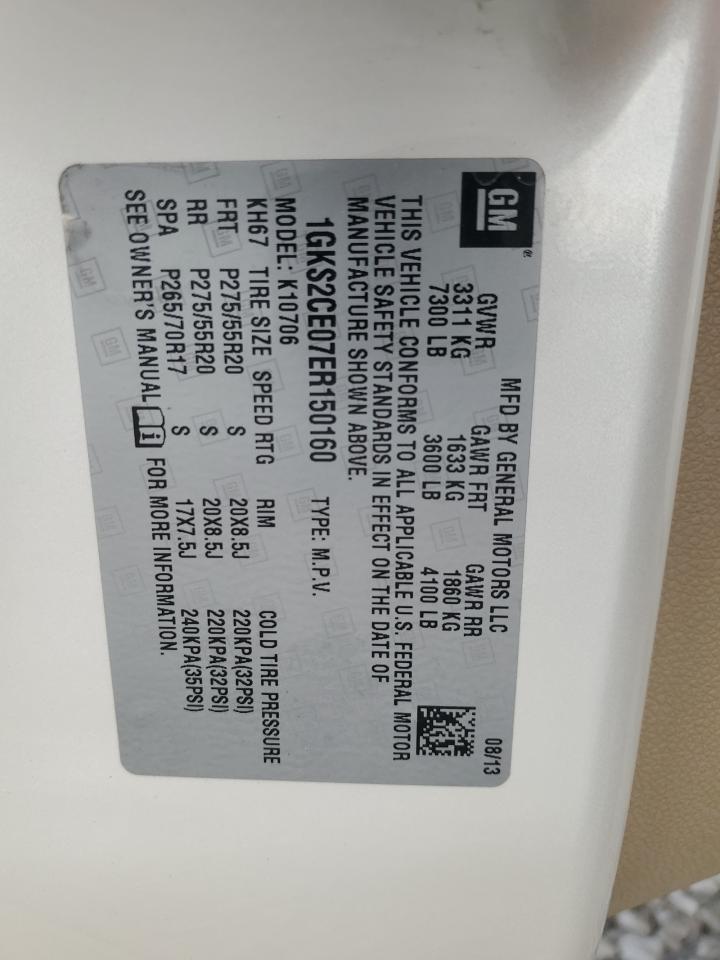 GM®
MFD BY GENERAL MOTORS LLC 08/13
GVWR GAWR FRT GAWR RR
3311 KG 1633 KG 1860 KG
7300 LB 3600 LB 4100 LB
THIS VEHICLE CONFORMS TO ALL APPLICABLE U.S. FEDERAL MOTOR
VEHICLE SAFETY STANDARDS IN EFFECT ON THE DATE OF
MANUFACTURE SHOWN ABOVE.
1GKS2CE07ER150160 TYPE: M.P.V.
MODEL: K10706
KH67 TIRE SIZE SPEED RTG RIM COLD TIRE PRESSURE
FRT P275/55R20 S 20X8.5J 220KPA(32PSI)
RR P275/55R20 S 20X8.5J 220KPA(32PSI)
SPA P265/70R17 S 17X7.5J 240KPA(35PSI)
SEE OWNER'S MANUAL i FOR MORE INFORMATION.